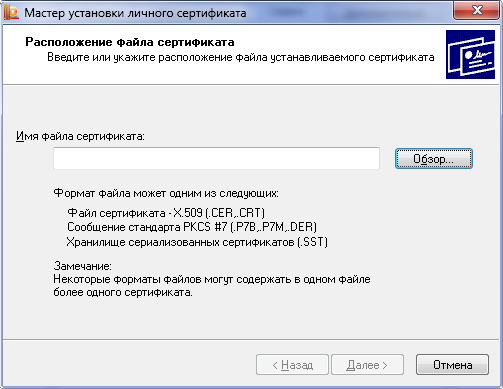 Мастер установки личного сертификата
Расположение файла сертификата
Введите или укажите расположение файла устанавливаемого сертификата
Имя файла сертификата:
Обзор...
Формат файла может одним из следующих:
Файл сертификата - X.509 (.CER,.CRT)
Сообщение стандарта PKCS #7 (.P7B,.P7M,.DER)
Хранилище сериализованных сертификатов (.SST)
Замечание:
Некоторые форматы файлов могут содержать в одном файле
более одного сертификата.
< Назад
Далее >
Отмена